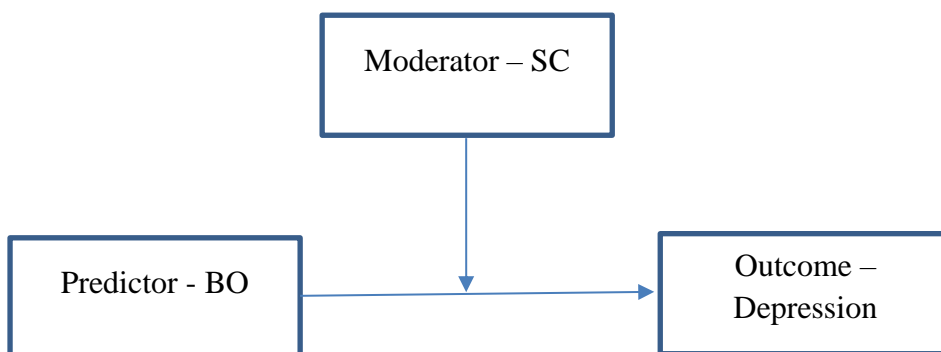 Moderator – SC
Predictor - BO
Outcome –
Depression